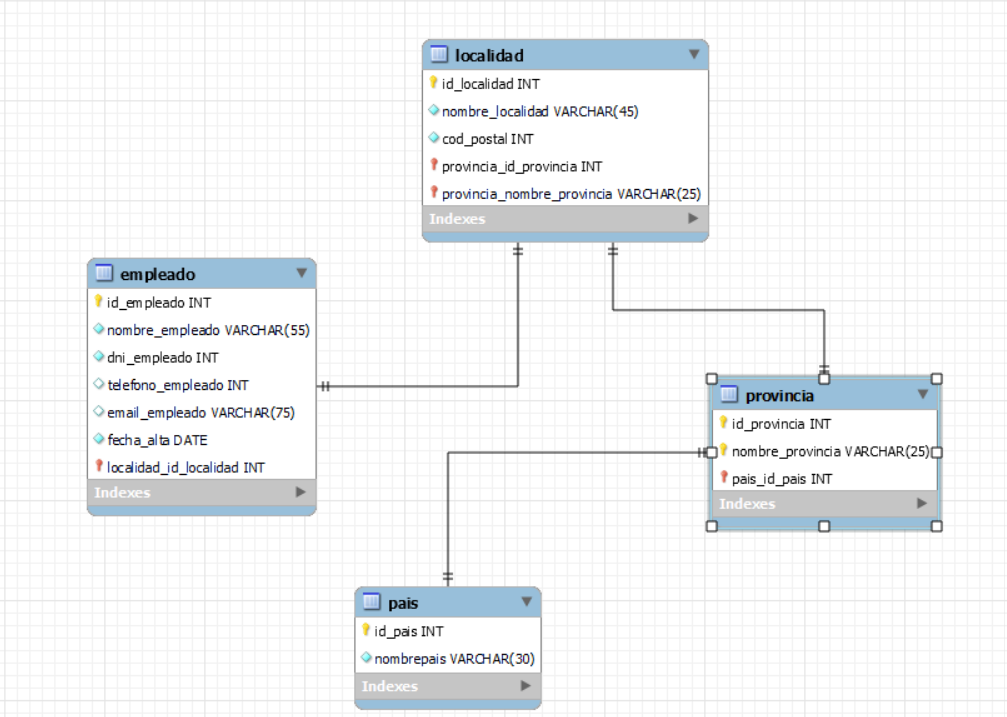 localidad
id_localidad INT
nombre_localidad VARCHAR(45)
cod_postal INT
provincia_id_provincia INT
provincia_nombre_provincia VARCHAR(25)
Indexes
empleado
id_empleado INT
nombre_empleado VARCHAR(55)
dni_empleado INT
telefono_empleado INT
email_empleado VARCHAR(75)
fecha_alta DATE
localidad_id_localidad INT
Indexes
provincia
id_provincia INT
nombre_provincia VARCHAR(25)
pais_id_pais INT
Indexes
pais
id_pais INT
nombrepais VARCHAR(30)
Indexes